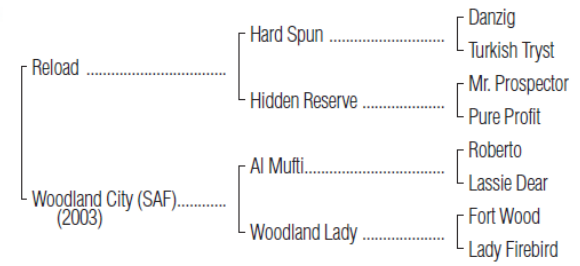 Danzig
Hard Spun ......................
Turkish Tryst
Reload ..................................
Mr. Prospector
Hidden Reserve ....................
Pure Profit
Roberto
Al Mufti..................................
Lassie Dear
Woodland City (SAF)............
(2003)
Fort Wood
Woodland Lady ....................
Lady Firebird